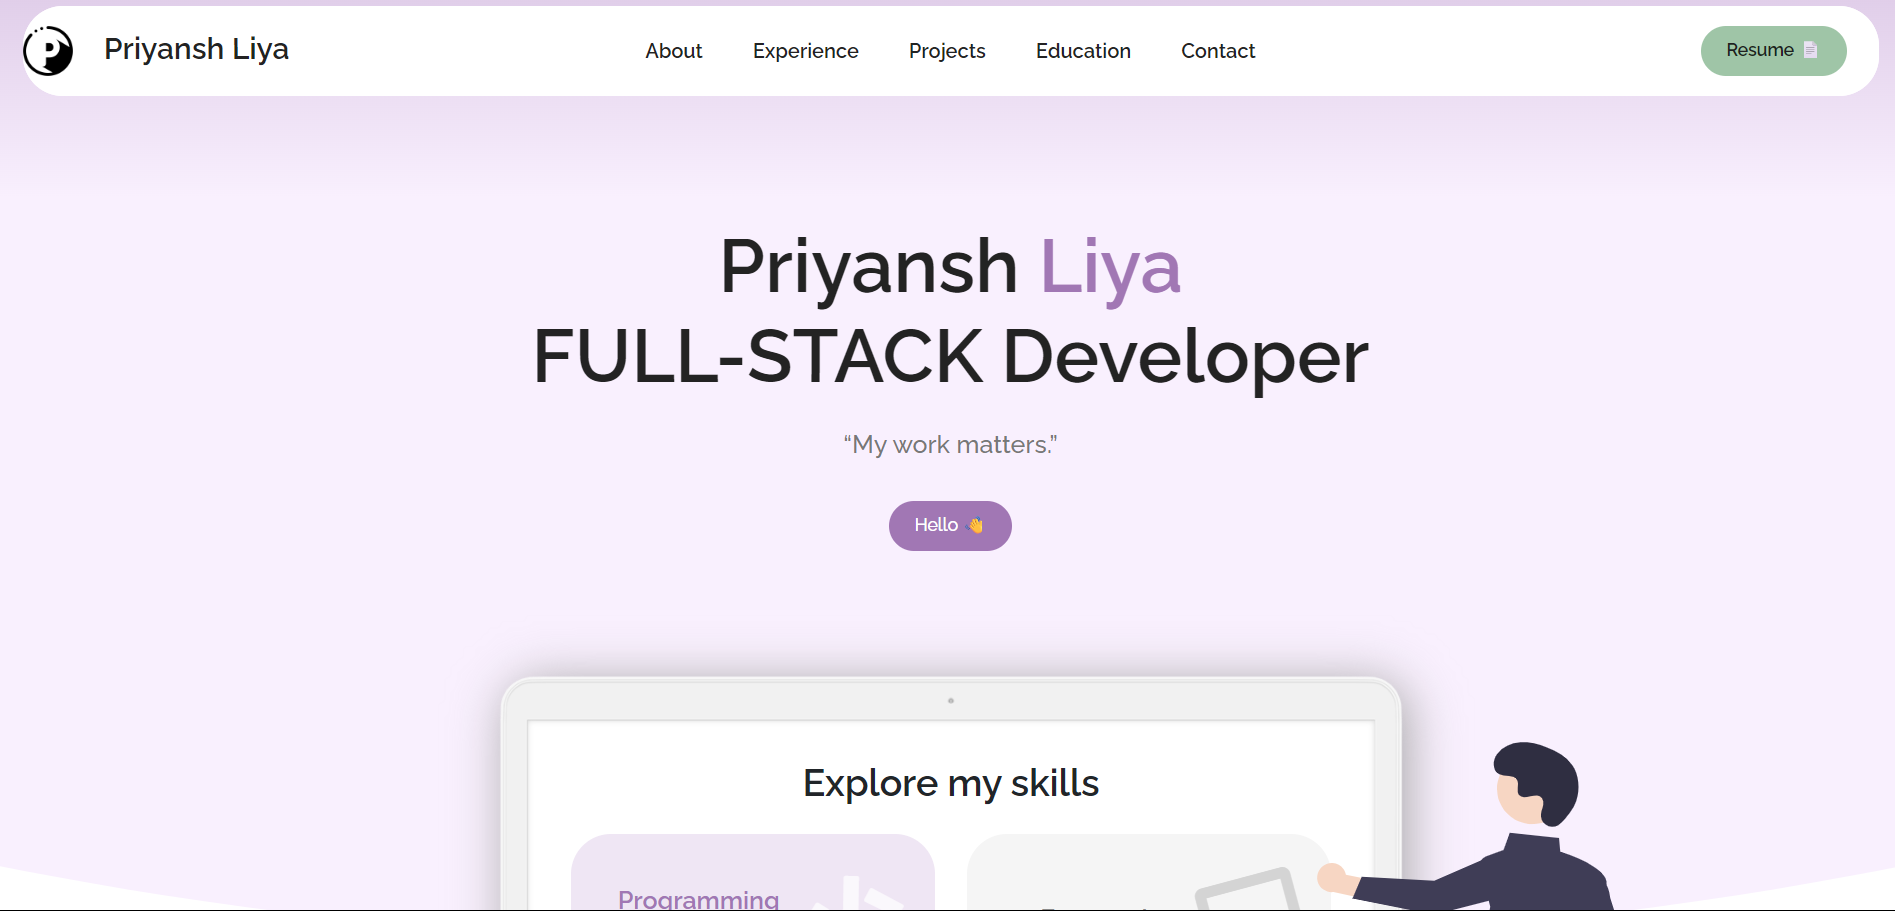 P Priyansh Liya About Experience Projects Education Contact Resume
Priyansh Liya
FULL-STACK Developer
“My work matters.”
Hello 👋
Explore my skills
Programming